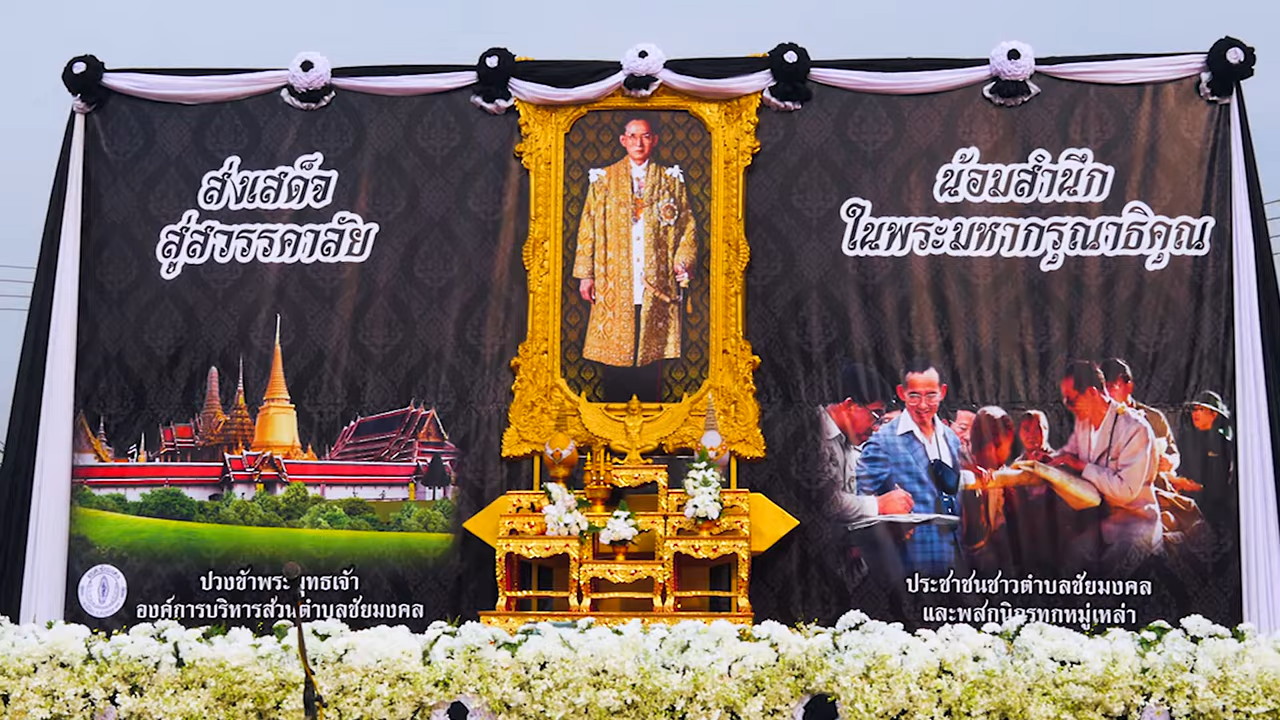 ส่งเสด็จ
สู่สวรรคาลัย
น้อมสำนึก
ในพระมหากรุณาธิคุณ
ปวงข้าพระ ุทธเจ้า
องค์การบริหารส่วนตำบลชัยมงคล
ประชาชนชาวตำบลชัยมงคล
และพสกนิกรทุกหมู่เหล่า